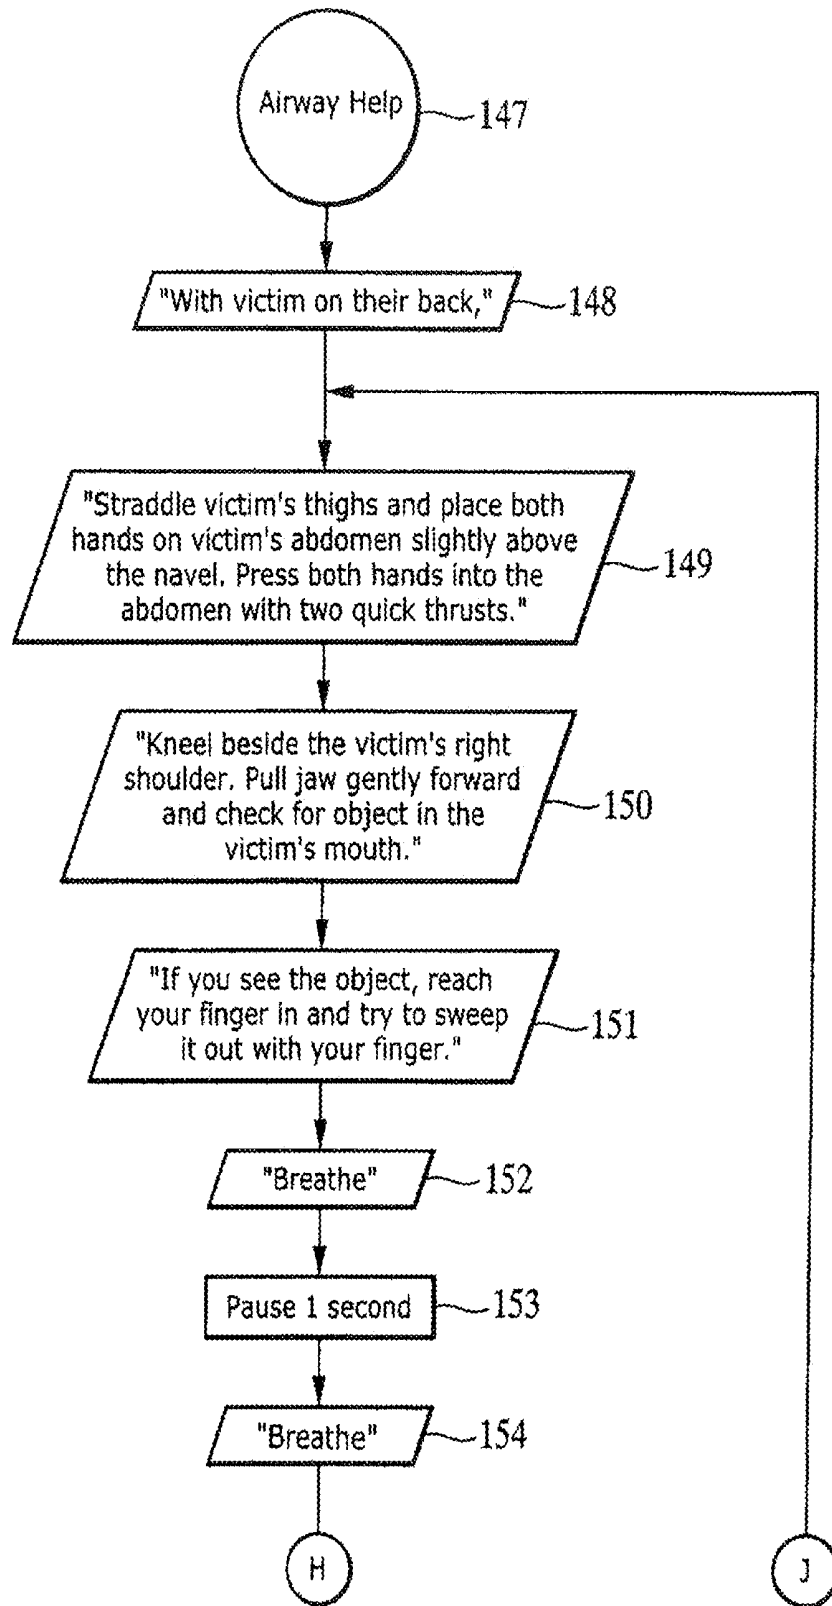 Airway Help
147
"With victim on their back,"
148
"Straddle victim's thighs and place both
hands on victim's abdomen slightly above
the navel. Press both hands into the
abdomen with two quick thrusts."
149
"Kneel beside the victim's right
shoulder. Pull jaw gently forward
and check for object in the
victim's mouth."
150
"If you see the object, reach
your finger in and try to sweep
it out with your finger."
151
"Breathe"
152
Pause 1 second
153
"Breathe"
154
H
J